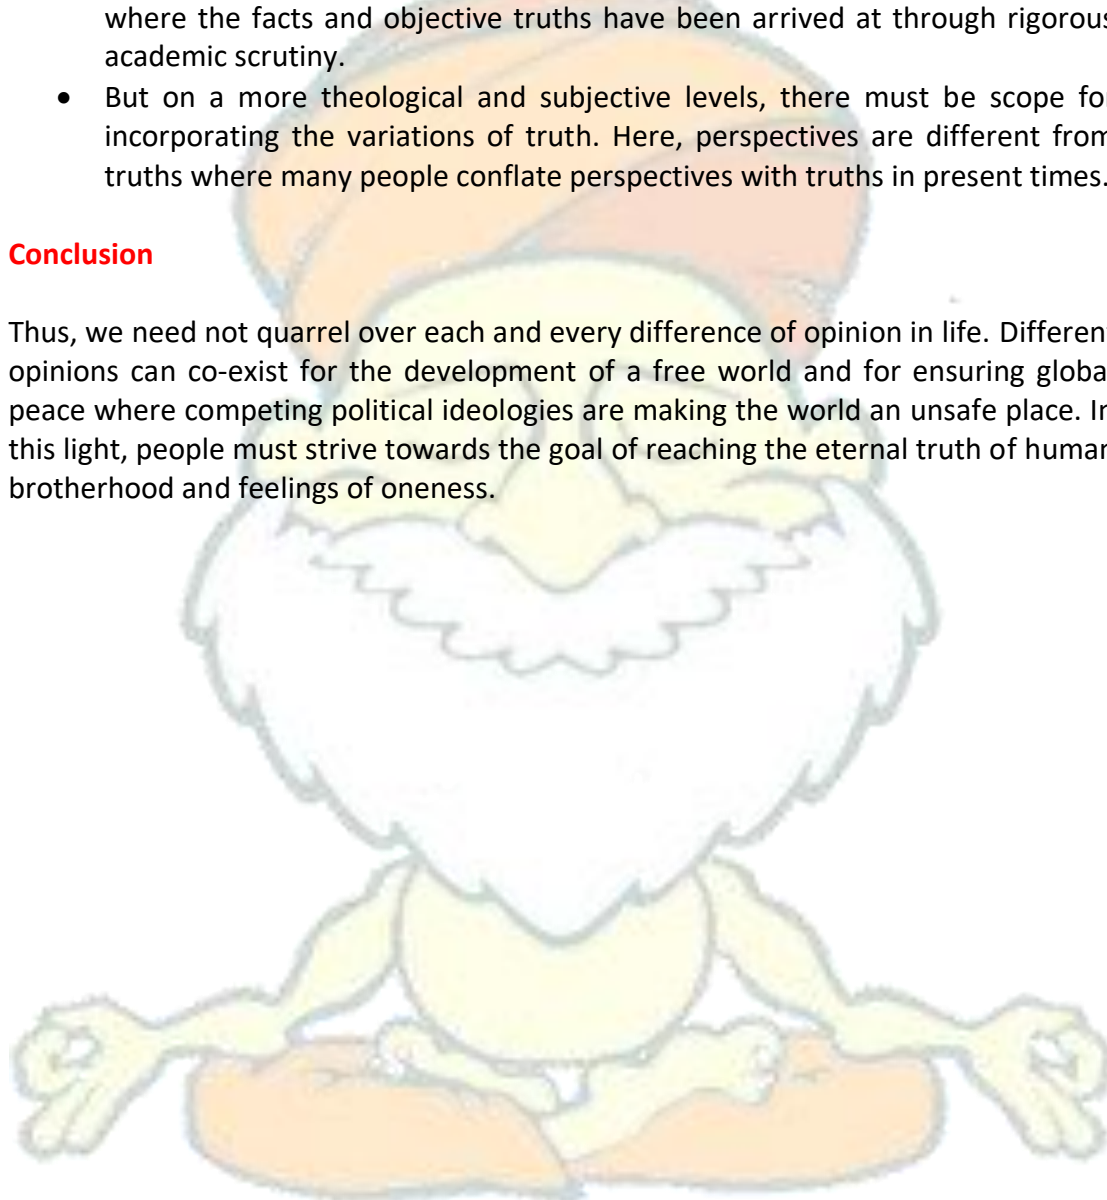 where the facts and objective truths have been arrived at through rigorous
academic scrutiny.
• But on a more theological and subjective levels, there must be scope for
incorporating the variations of truth. Here, perspectives are different from
truths where many people conflate perspectives with truths in present times.
Conclusion
Thus, we need not quarrel over each and every difference of opinion in life. Different
opinions can co-exist for the development of a free world and for ensuring global
peace where competing political ideologies are making the world an unsafe place. In
this light, people must strive towards the goal of reaching the eternal truth of human
brotherhood and feelings of oneness.